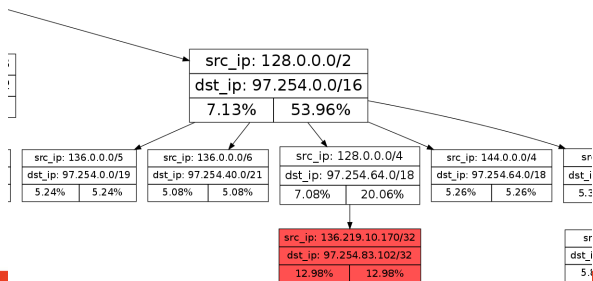 src_ip: 128.0.0.0/2
dst_ip: 97.254.0.0/16
7.13% 53.96%
src_ip: 136.0.0.0/5
dst_ip: 97.254.0.0/19
5.24% 5.24%
src_ip: 136.0.0.0/6
dst_ip: 97.254.40.0/21
5.08% 5.08%
src_ip: 128.0.0.0/4
dst_ip: 97.254.64.0/18
7.08% 20.06%
src_ip: 144.0.0.0/4
dst_ip: 97.254.64.0/18
5.26% 5.26%
src_ip: 136.219.10.170/32
dst_ip: 97.254.83.102/32
12.98% 12.98%